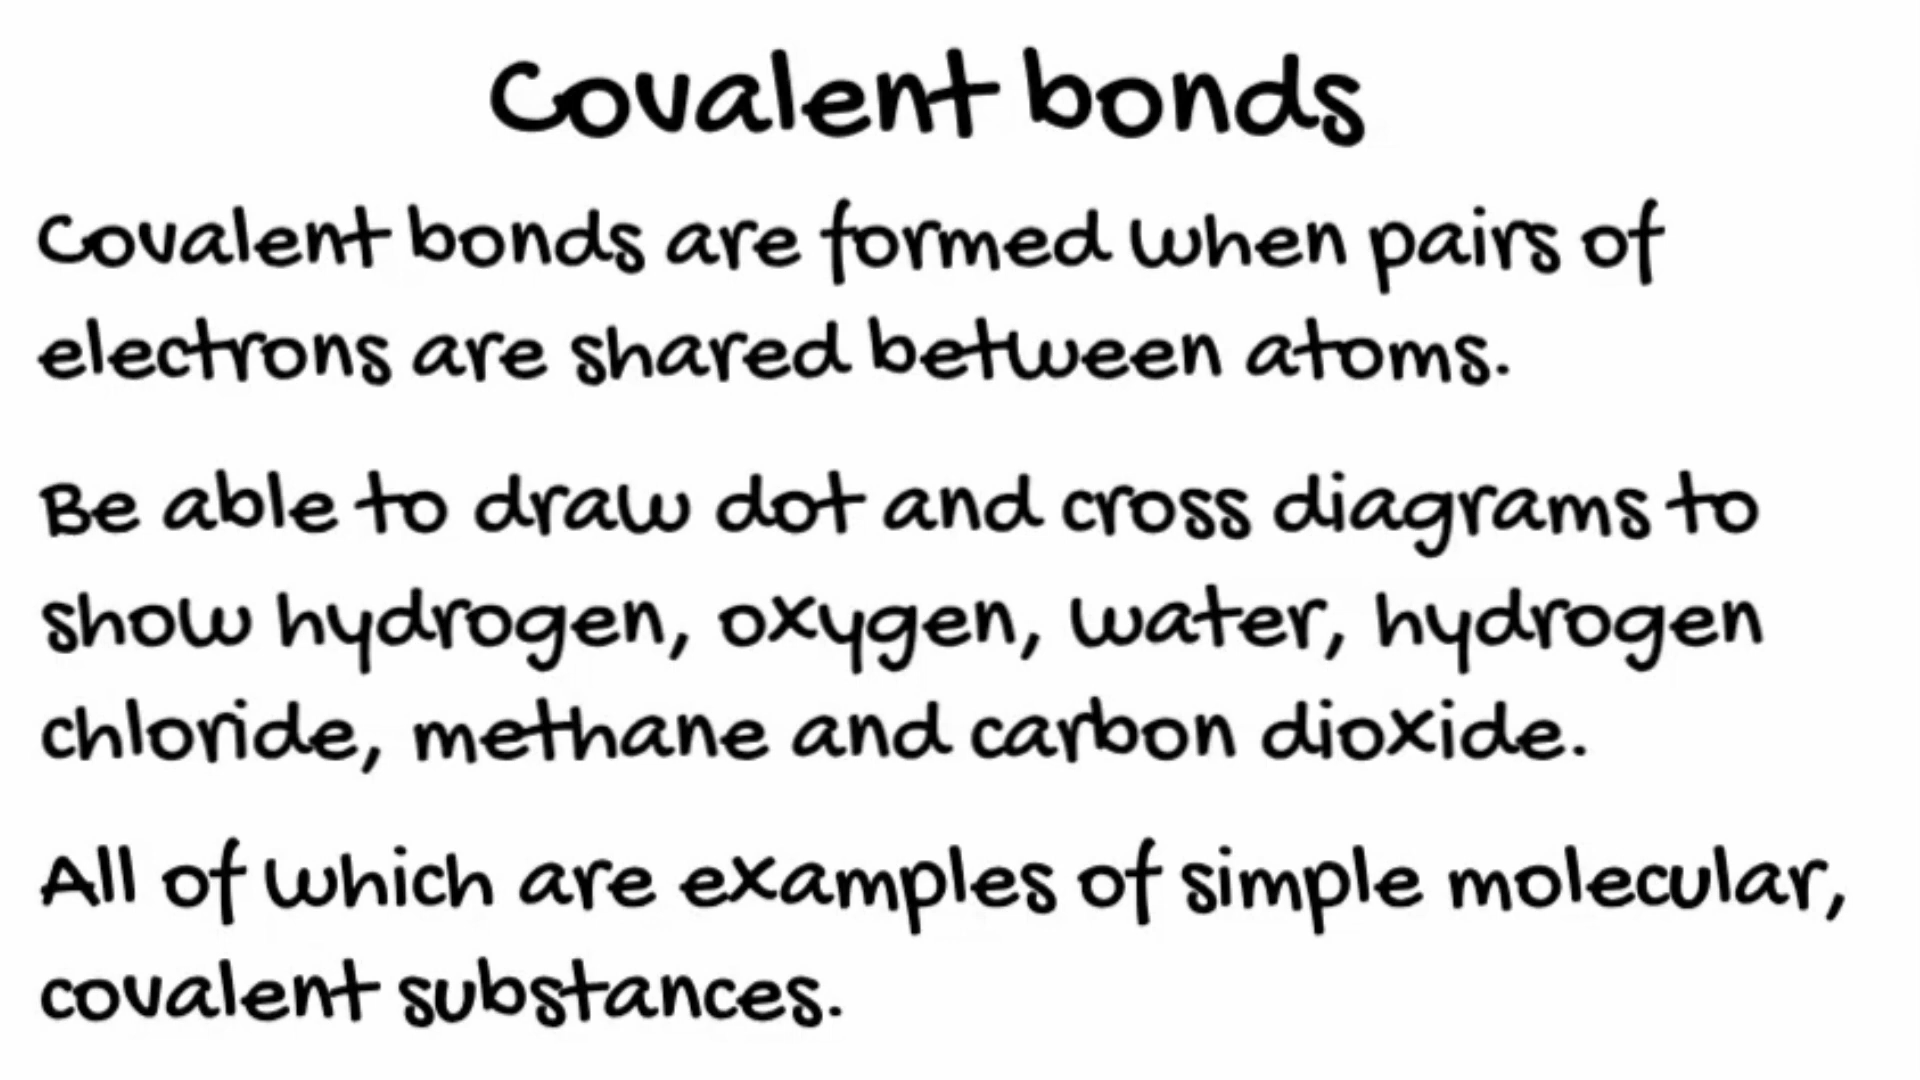 Covalent bonds
Covalent bonds are formed when pairs of
electrons are shared between atoms.
Be able to draw dot and cross diagrams to
show hydrogen, oxygen, water, hydrogen
chloride, methane and carbon dioxide.
All of which are examples of simple molecular,
covalent substances.